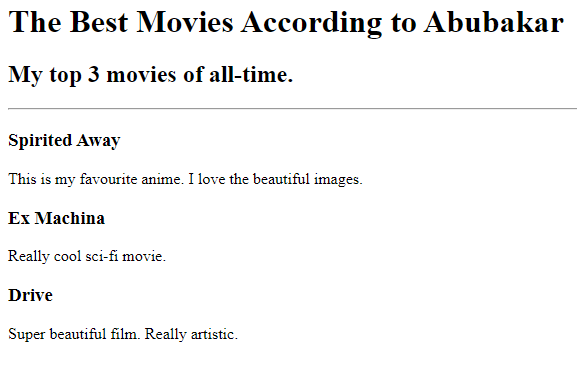 The Best Movies According to Abubakar
My top 3 movies of all-time.
Spirited Away
This is my favourite anime. I love the beautiful images.
Ex Machina
Really cool sci-fi movie.
Drive
Super beautiful film. Really artistic.